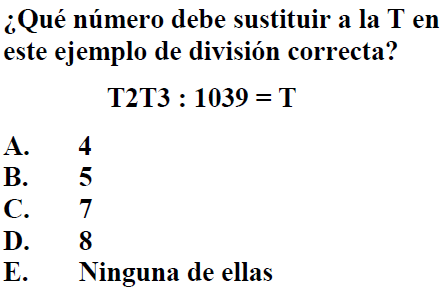 ¿Qué número debe sustituir a la T en
este ejemplo de división correcta?
T2T3 : 1039 = T
A. 4
B. 5
C. 7
D. 8
E. Ninguna de ellas